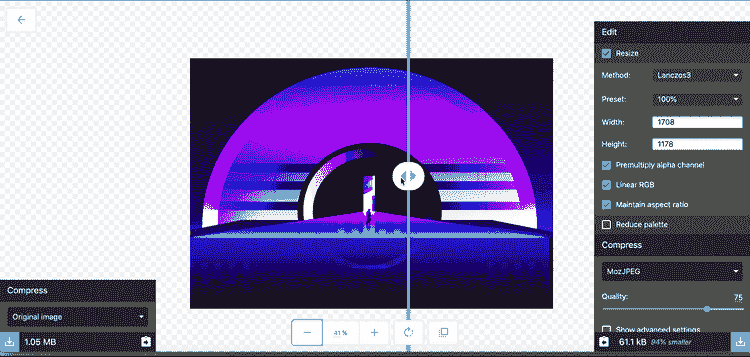 Edit
Resize
Method: Lanczos3
Preset: 100%
Width: 1708
Height: 1178
Premultiply alpha channel
Linear RGB
Maintain aspect ratio
Reduce palette
Compress
MozJPEG
Quality: 75
Show advanced settings
61.1 kB 94% smaller
Compress
Original image
1.05 MB
41 %